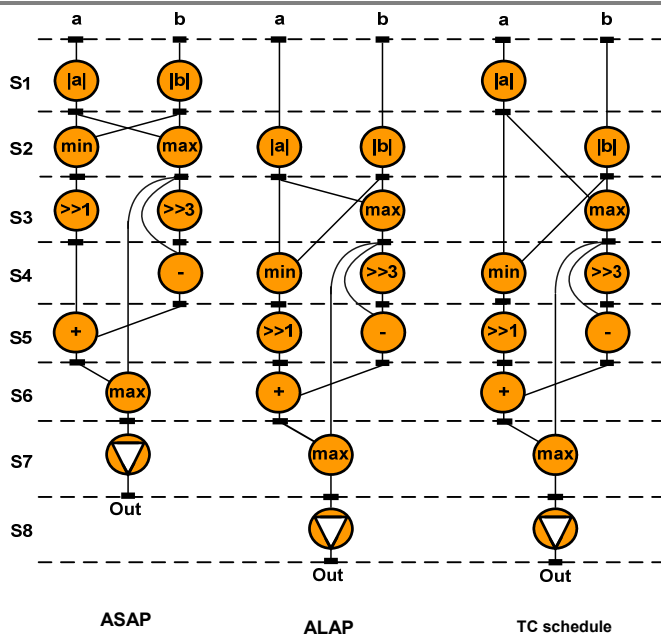 a b a b a b
S1 |a| |b| |a|
S2 min max |a| |b| |b|
S3 >>1 >>3 max max
S4 - min >>3 min >>3
S5 + >>1 - >>1 -
S6 max + +
S7 max max
Out
S8
Out Out
ASAP ALAP TC schedule